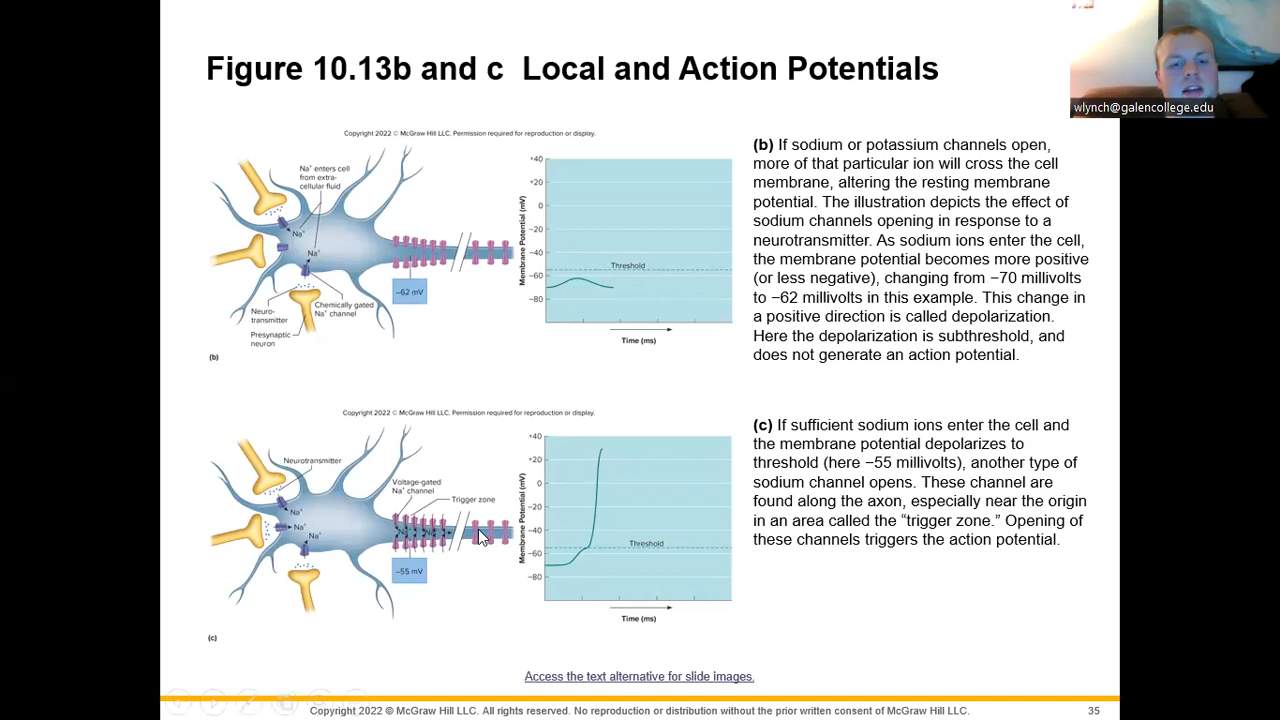 Figure 10.13b and c Local and Action Potentials
wlynch@galencollege.edu
Copyright 2022 © McGraw Hill LLC. Permission required for reproduction or display.
Na⁺ enters cell
from extra-
cellular fluid
Na⁺
Na⁺
–62 mV
Neuro-
transmitter
Chemically gated
Na⁺ channel
Presynaptic
neuron
(b)
Membrane Potential (mV)
+40
+20
0
–20
–40
–60
–80
Threshold
Time (ms)
(b) If sodium or potassium channels open,
more of that particular ion will cross the cell
membrane, altering the resting membrane
potential. The illustration depicts the effect of
sodium channels opening in response to a
neurotransmitter. As sodium ions enter the cell,
the membrane potential becomes more positive
(or less negative), changing from −70 millivolts
to −62 millivolts in this example. This change in
a positive direction is called depolarization.
Here the depolarization is subthreshold, and
does not generate an action potential.
Copyright 2022 © McGraw Hill LLC. Permission required for reproduction or display.
Neurotransmitter
Voltage-gated
Na⁺ channel
Trigger zone
Na⁺
Na⁺
Na⁺
–55 mV
(c)
Membrane Potential (mV)
+40
+20
0
–20
–40
–60
–80
Threshold
Time (ms)
(c) If sufficient sodium ions enter the cell and
the membrane potential depolarizes to
threshold (here −55 millivolts), another type of
sodium channel opens. These channel are
found along the axon, especially near the origin
in an area called the “trigger zone.” Opening of
these channels triggers the action potential.
Access the text alternative for slide images.
Copyright 2022 © McGraw Hill LLC. All rights reserved. No reproduction or distribution without the prior written consent of McGraw Hill LLC.
35